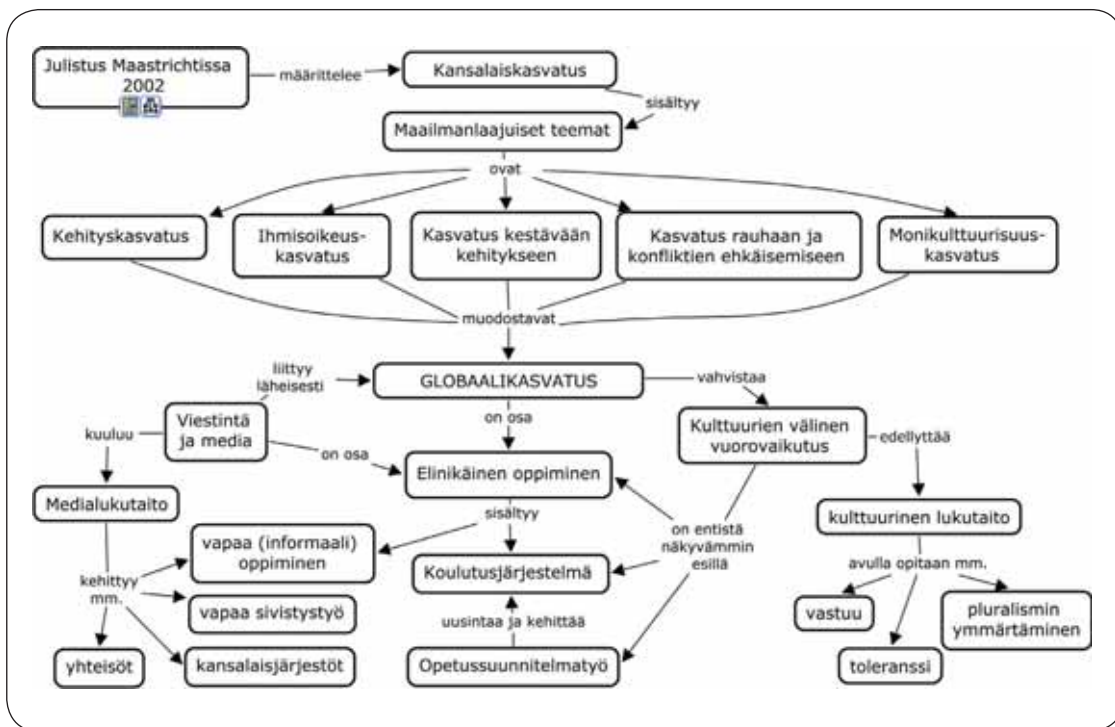 Julistus Maastrichtissa
2002
määrittelee
Kansalaiskasvatus
sisältyy
Maailmanlaajuiset teemat
ovat
Kehityskasvatus
Ihmisoikeus-
kasvatus
Kasvatus kestävään
kehitykseen
Kasvatus rauhaan ja
konfliktien ehkäisemiseen
Monikulttuurisuus-
kasvatus
muodostavat
liittyy
läheisesti
GLOBAALIKASVATUS
vahvistaa
kuuluu
Viestintä
ja media
on osa
on osa
Kulttuurien välinen
vuorovaikutus
edellyttää
Elinikäinen oppiminen
Medialukutaito
sisältyy
kulttuurinen lukutaito
vapaa (informaali)
oppiminen
on entistä
näkyvämmin
esillä
Koulutusjärjestelmä
avulla opitaan mm.
kehittyy
mm.
vapaa sivistystyö
uusintaa ja kehittää
vastuu
pluralismin
ymmärtäminen
yhteisöt
kansalaisjärjestöt
Opetussuunnitelmatyö
toleranssi